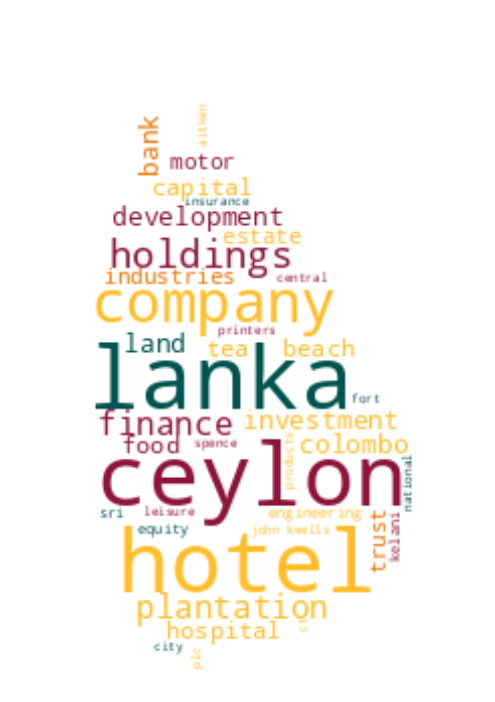 aitken
bank
motor
capital
insurance
development
estate
holdings
industries
central
company
printers
land
tea
beach
lanka
fort
finance
investment
food
spence
products
colombo
ceylon
national
sri
leisure
engineering
trust
kelani
equity
john keells
hotel
plantation
hospital
ct
city
plc